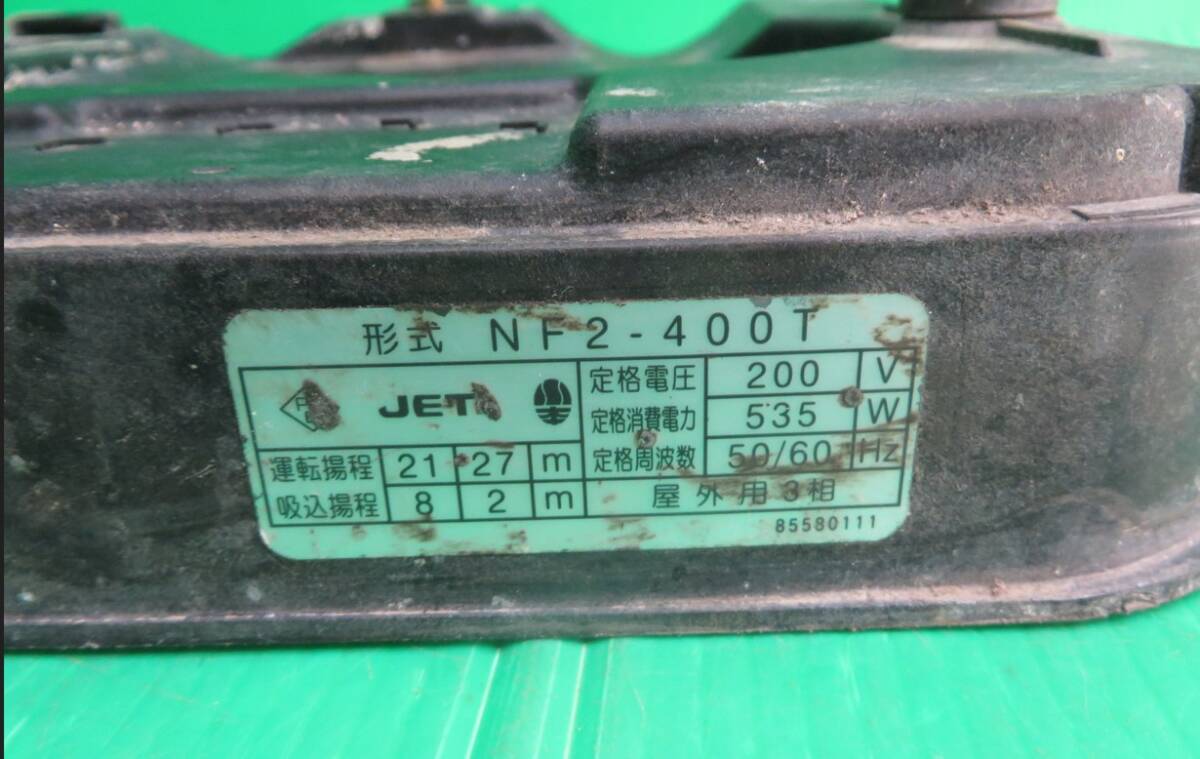 形式 NF2-400T
JET
定格電圧 200 V
定格消費電力 535 W
定格周波数 50/60 Hz
運転揚程 21 27 m
吸込揚程 8 2 m
屋外用3相
85580111